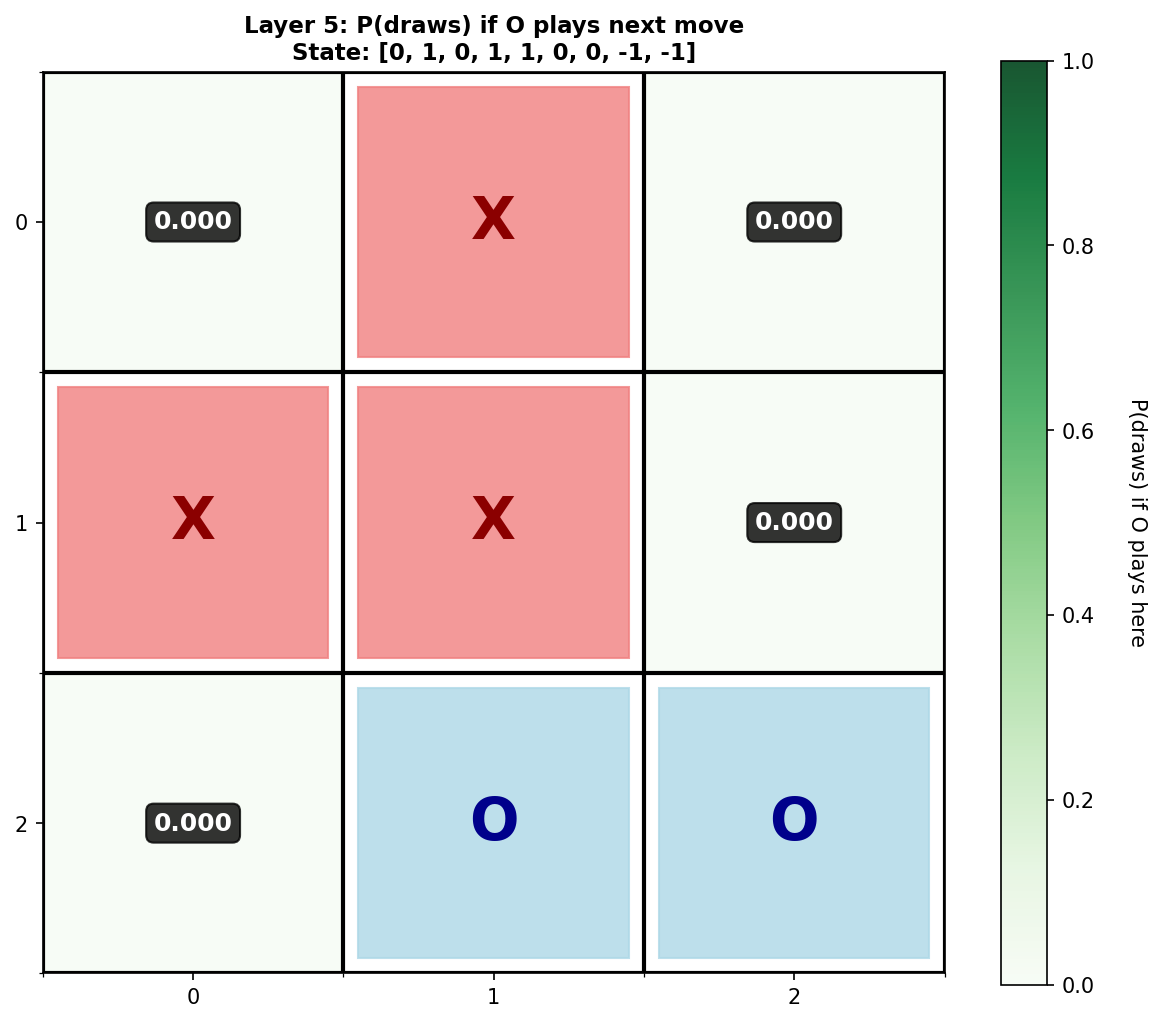 Layer 5: P(draws) if O plays next move
State: [0, 1, 0, 1, 1, 0, 0, -1, -1]
0.000
X
0.000
X
X
0.000
0.000
O
O
0
1
2
0
1
2
1.0
0.8
0.6
0.4
0.2
0.0
P(draws) if O plays here